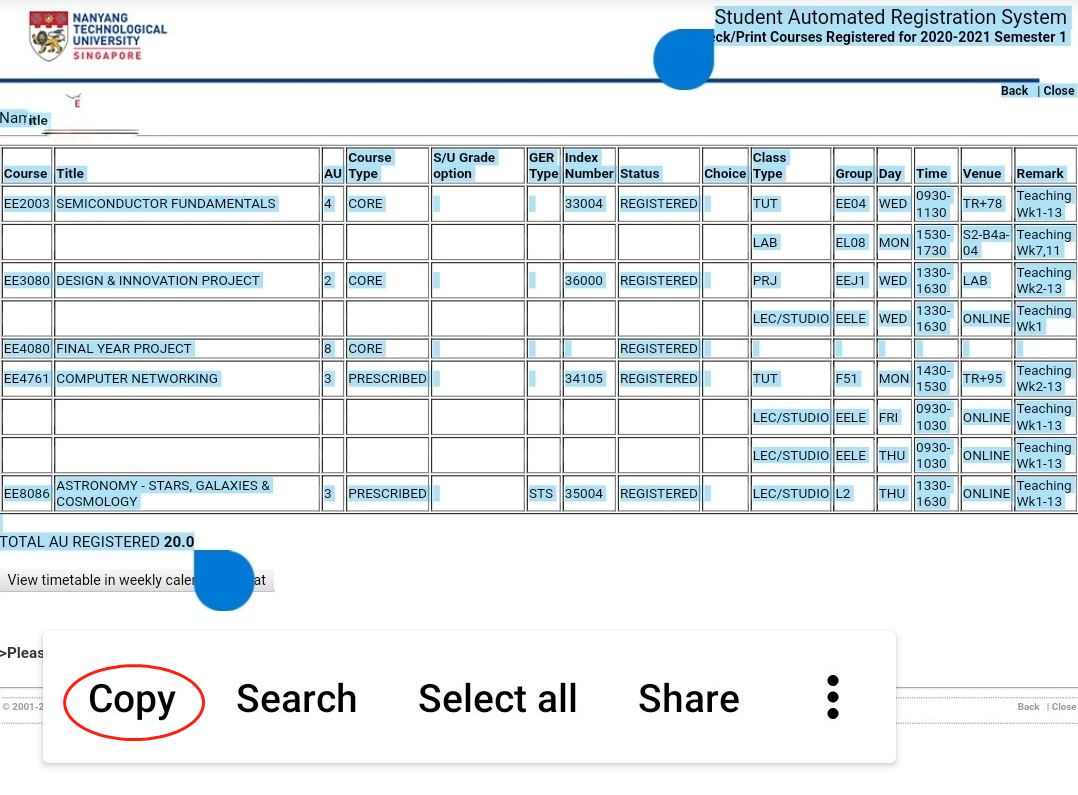 NANYANG
TECHNOLOGICAL
UNIVERSITY
SINGAPORE
Student Automated Registration System
eck/Print Courses Registered for 2020-2021 Semester 1
Back | Close
E
Nam itle
Course Title AU Course Type S/U Grade option GER Type Index Number Status Choice Class Type Group Day Time Venue Remark
EE2003 SEMICONDUCTOR FUNDAMENTALS 4 CORE 33004 REGISTERED TUT EE04 WED 0930-1130 TR+78 Teaching Wk1-13
LAB EL08 MON 1530-1730 S2-B4a-04 Teaching Wk7,11
EE3080 DESIGN & INNOVATION PROJECT 2 CORE 36000 REGISTERED PRJ EEJ1 WED 1330-1630 LAB Teaching Wk2-13
LEC/STUDIO EELE WED 1330-1630 ONLINE Teaching Wk1
EE4080 FINAL YEAR PROJECT 8 CORE REGISTERED
EE4761 COMPUTER NETWORKING 3 PRESCRIBED 34105 REGISTERED TUT F51 MON 1430-1530 TR+95 Teaching Wk2-13
LEC/STUDIO EELE FRI 0930-1030 ONLINE Teaching Wk1-13
LEC/STUDIO EELE THU 0930-1030 ONLINE Teaching Wk1-13
EE8086 ASTRONOMY - STARS, GALAXIES & COSMOLOGY 3 PRESCRIBED STS 35004 REGISTERED LEC/STUDIO L2 THU 1330-1630 ONLINE Teaching Wk1-13
TOTAL AU REGISTERED 20.0
View timetable in weekly caler at
>Pleas
Copy Search Select all Share
© 2001-2
Back | Close